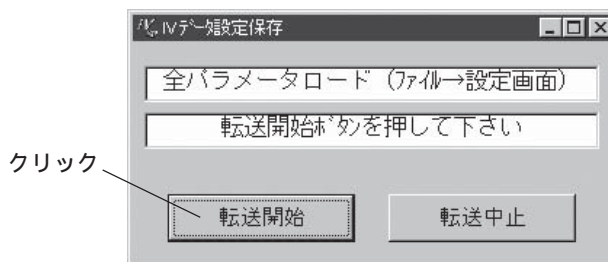 IVﾃﾞｰﾀ設定保存
全パラメータロード（ﾌｧｲﾙ→設定画面）
転送開始ﾎﾞﾀﾝを押して下さい
クリック
転送開始
転送中止